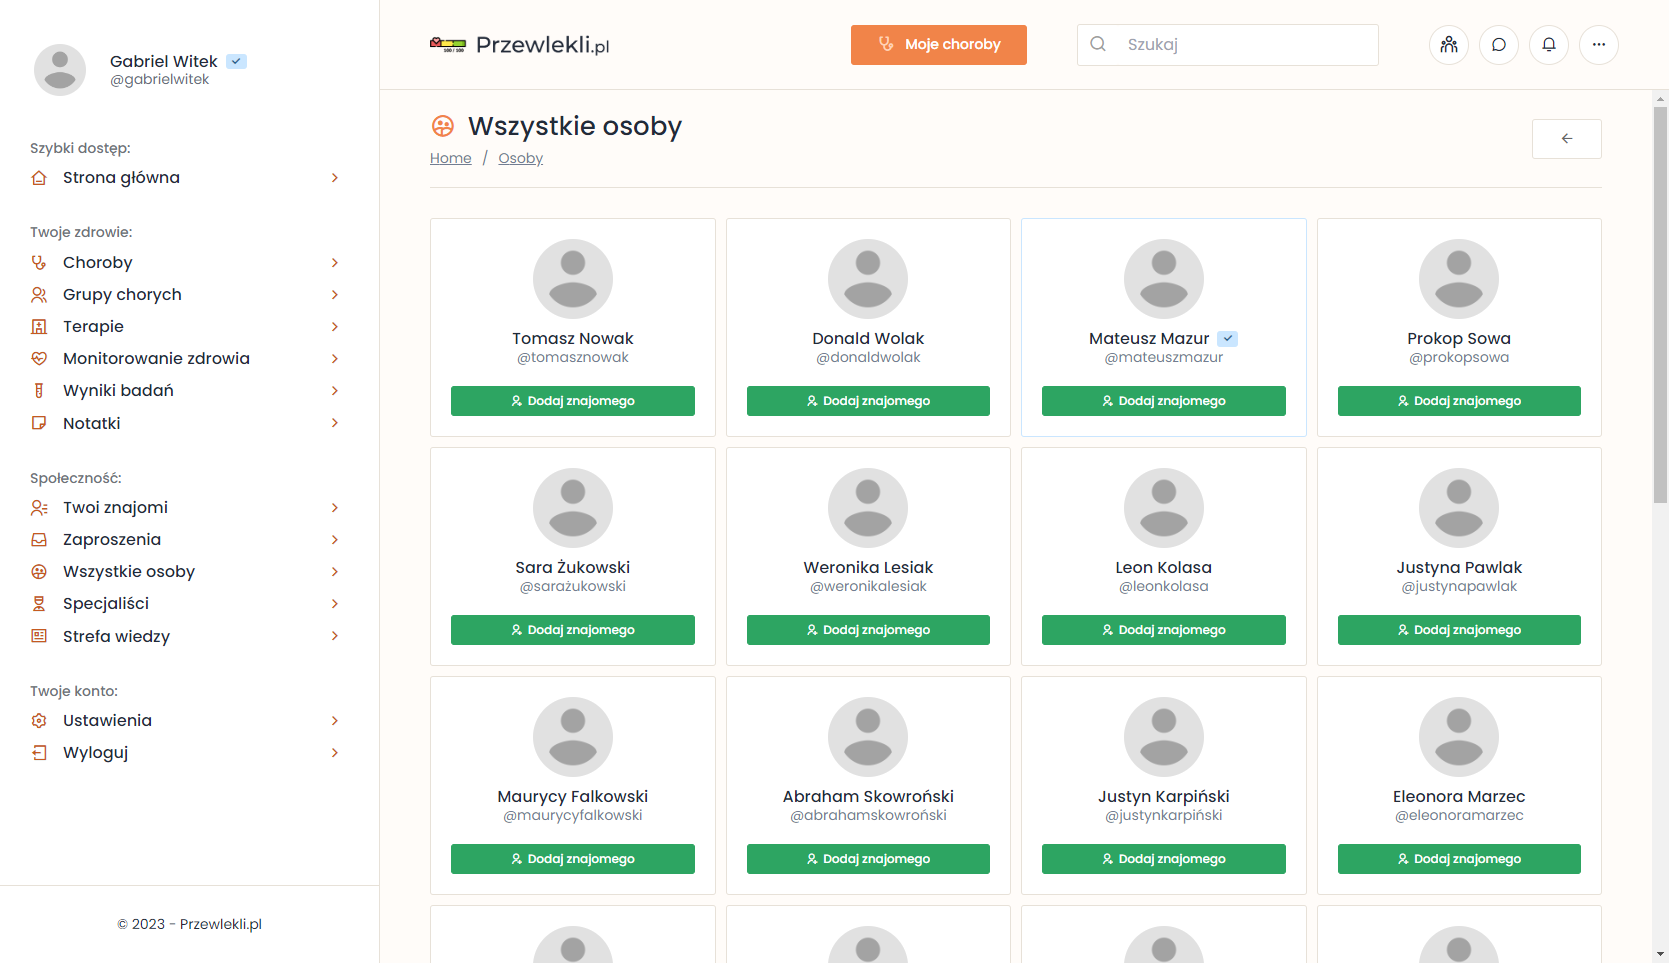 Gabriel Witek
@gabrielwitek
Szybki dostęp:
Strona główna
Twoje zdrowie:
Choroby
Grupy chorych
Terapie
Monitorowanie zdrowia
Wyniki badań
Notatki
Społeczność:
Twoi znajomi
Zaproszenia
Wszystkie osoby
Specjaliści
Strefa wiedzy
Twoje konto:
Ustawienia
Wyloguj
© 2023 - Przewlekli.pl
100 / 100
Przewlekli.pl
Moje choroby
Szukaj
Wszystkie osoby
Home / Osoby
Tomasz Nowak
@tomasznowak
Dodaj znajomego
Donald Wolak
@donaldwolak
Dodaj znajomego
Mateusz Mazur
@mateuszmazur
Dodaj znajomego
Prokop Sowa
@prokopsowa
Dodaj znajomego
Sara Żukowski
@sarażukowski
Dodaj znajomego
Weronika Lesiak
@weronikalesiak
Dodaj znajomego
Leon Kolasa
@leonkolasa
Dodaj znajomego
Justyna Pawlak
@justynapawlak
Dodaj znajomego
Maurycy Falkowski
@maurycyfalkowski
Dodaj znajomego
Abraham Skowroński
@abrahamskowroński
Dodaj znajomego
Justyn Karpiński
@justynkarpiński
Dodaj znajomego
Eleonora Marzec
@eleonoramarzec
Dodaj znajomego